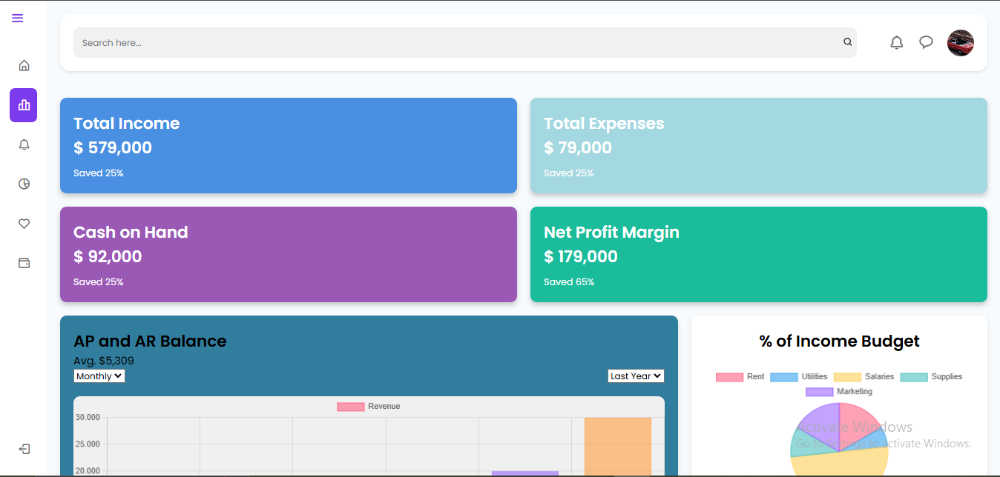 Search here...
Total Income
$ 579,000
Saved 25%
Total Expenses
$ 79,000
Saved 25%
Cash on Hand
$ 92,000
Saved 25%
Net Profit Margin
$ 179,000
Saved 65%
AP and AR Balance
Avg. $5,309
Monthly
Last Year
Revenue
30.000
25.000
20.000
% of Income Budget
Rent Utilities Salaries Supplies
Marketing
Activate Windows
Go to Settings to activate Windows.